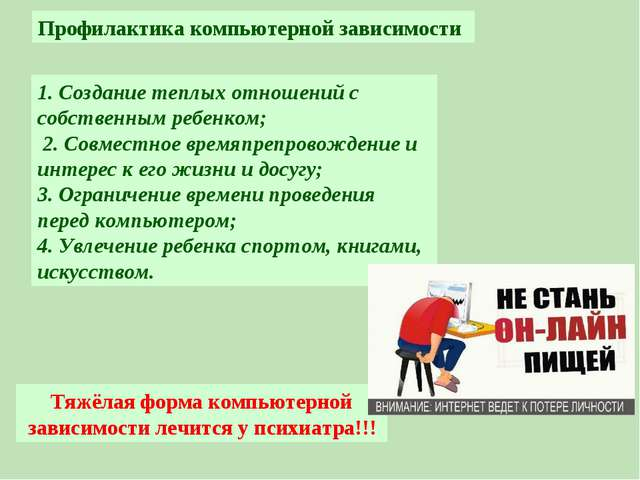 Профилактика компьютерной зависимости
1. Создание теплых отношений с
собственным ребенком;
2. Совместное времяпрепровождение и
интерес к его жизни и досугу;
3. Ограничение времени проведения
перед компьютером;
4. Увлечение ребенка спортом, книгами,
искусством.
НЕ СТАНЬ
ОН-ЛАЙН
ПИЩЕЙ
ВНИМАНИЕ: ИНТЕРНЕТ ВЕДЕТ К ПОТЕРЕ ЛИЧНОСТИ
Тяжёлая форма компьютерной
зависимости лечится у психиатра!!!